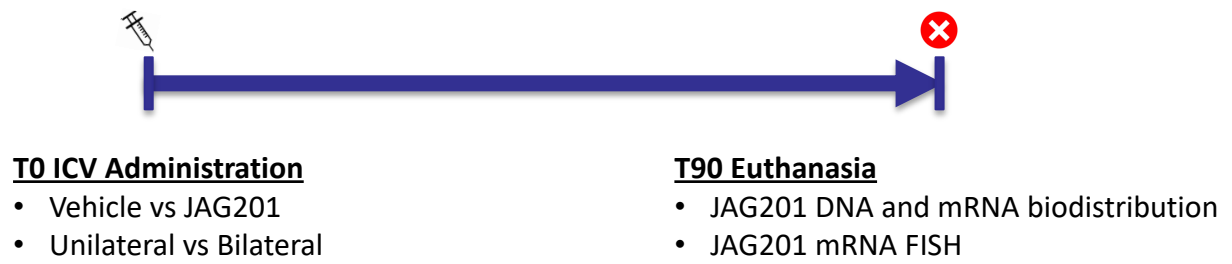 T0 ICV Administration
• Vehicle vs JAG201
• Unilateral vs Bilateral
T90 Euthanasia
• JAG201 DNA and mRNA biodistribution
• JAG201 mRNA FISH